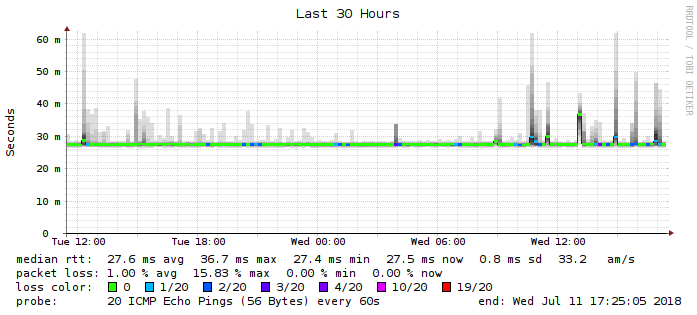 Last 30 Hours
RRDTOOL / TOBI OETIKER
Seconds
60 m
50 m
40 m
30 m
20 m
10 m
0
Tue 12:00 Tue 18:00 Wed 00:00 Wed 06:00 Wed 12:00
median rtt: 27.6 ms avg 36.7 ms max 27.4 ms min 27.5 ms now 0.8 ms sd 33.2 am/s
packet loss: 1.00 % avg 15.83 % max 0.00 % min 0.00 % now
loss color: 0 1/20 2/20 3/20 4/20 10/20 19/20
probe: 20 ICMP Echo Pings (56 Bytes) every 60s end: Wed Jul 11 17:25:05 2018